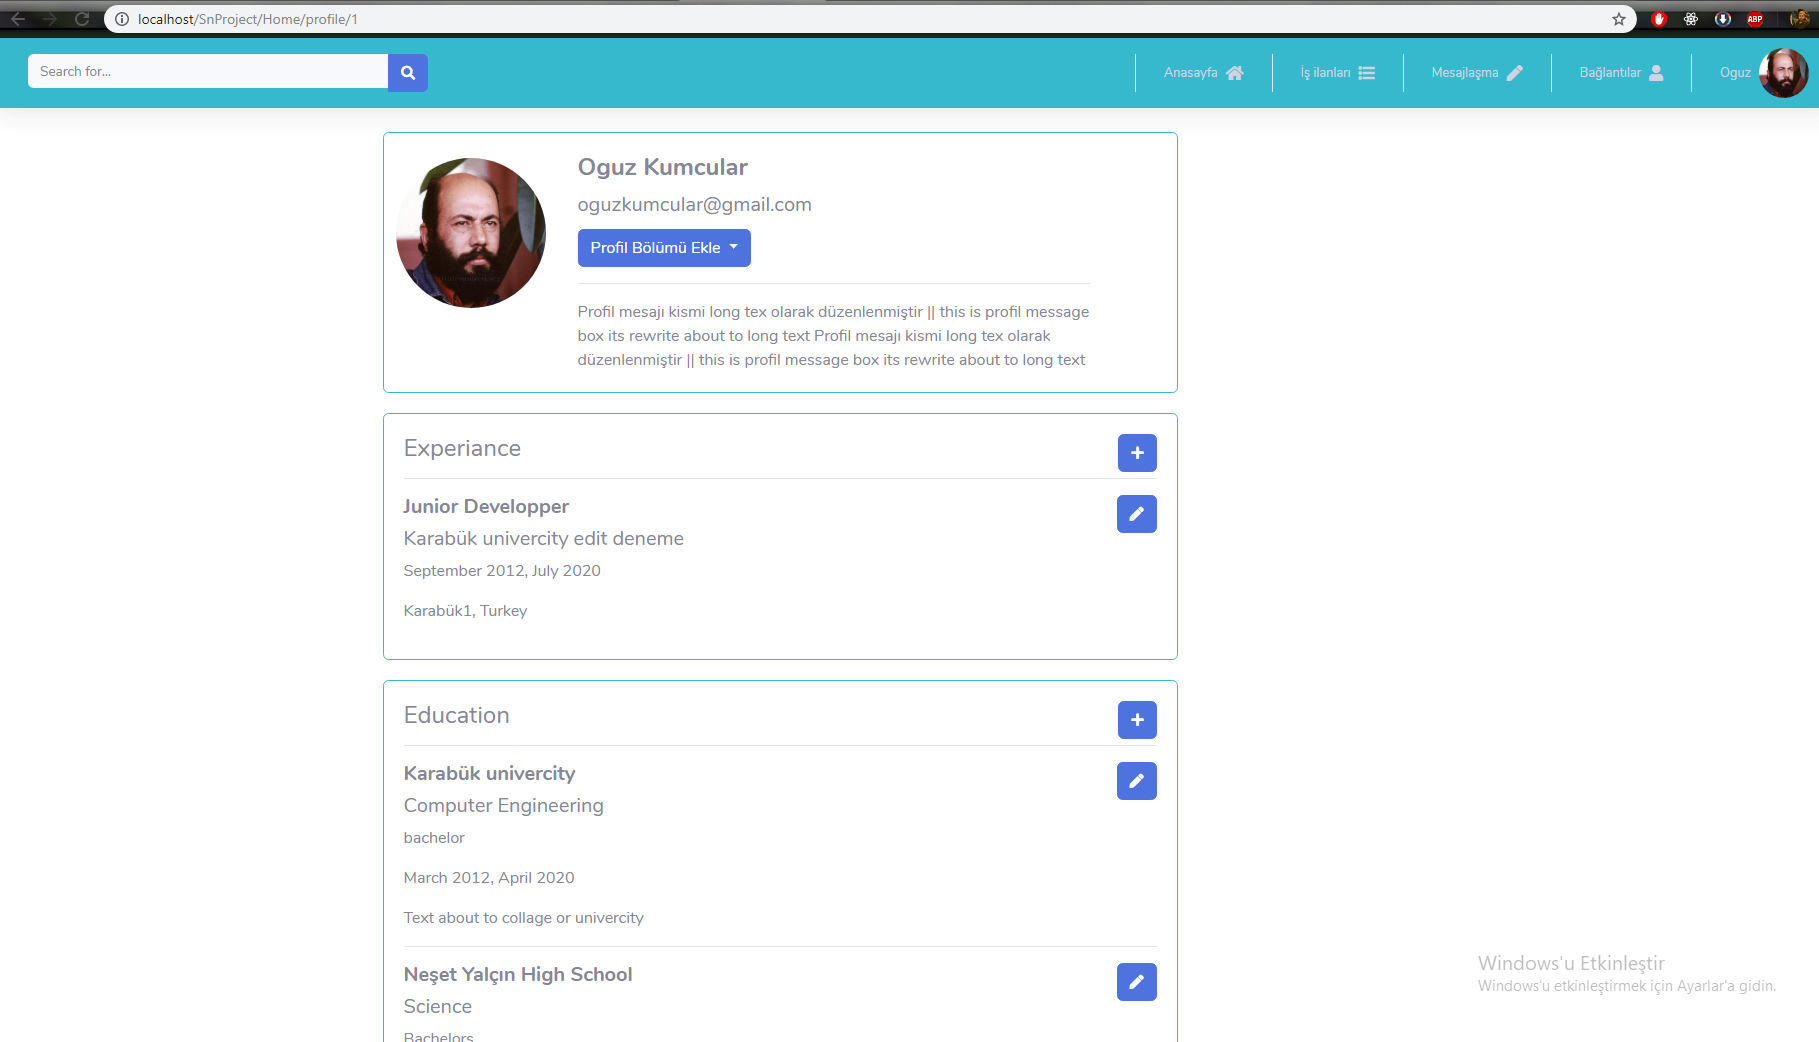 localhost/SnProject/Home/profile/1
ABP
Search for...
Anasayfa
İş ilanları
Mesajlaşma
Bağlantılar
Oguz
Oguz Kumcular
oguzkumcular@gmail.com
Profil Bölümü Ekle
Profil mesajı kismi long tex olarak düzenlenmiştir || this is profil message
box its rewrite about to long text Profil mesajı kismi long tex olarak
düzenlenmiştir || this is profil message box its rewrite about to long text
Experiance
Junior Developper
Karabük univercity edit deneme
September 2012, July 2020
Karabük1, Turkey
Education
Karabük univercity
Computer Engineering
bachelor
March 2012, April 2020
Text about to collage or univercity
Neşet Yalçın High School
Science
Bachelors
Windows'u Etkinleştir
Windows'u etkinleştirmek için Ayarlar'a gidin.